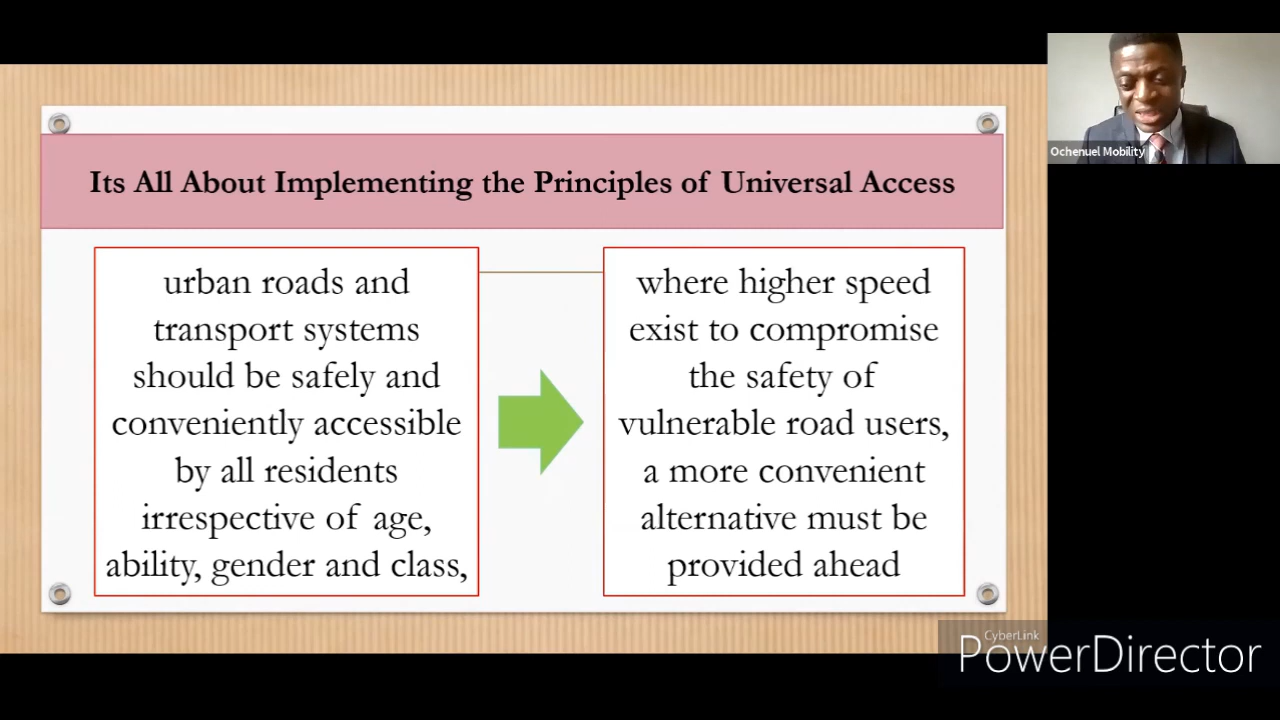 Its All About Implementing the Principles of Universal Access
urban roads and
transport systems
should be safely and
conveniently accessible
by all residents
irrespective of age,
ability, gender and class,
where higher speed
exist to compromise
the safety of
vulnerable road users,
a more convenient
alternative must be
provided ahead
Ochenuel Mobility
CyberLink
PowerDirector